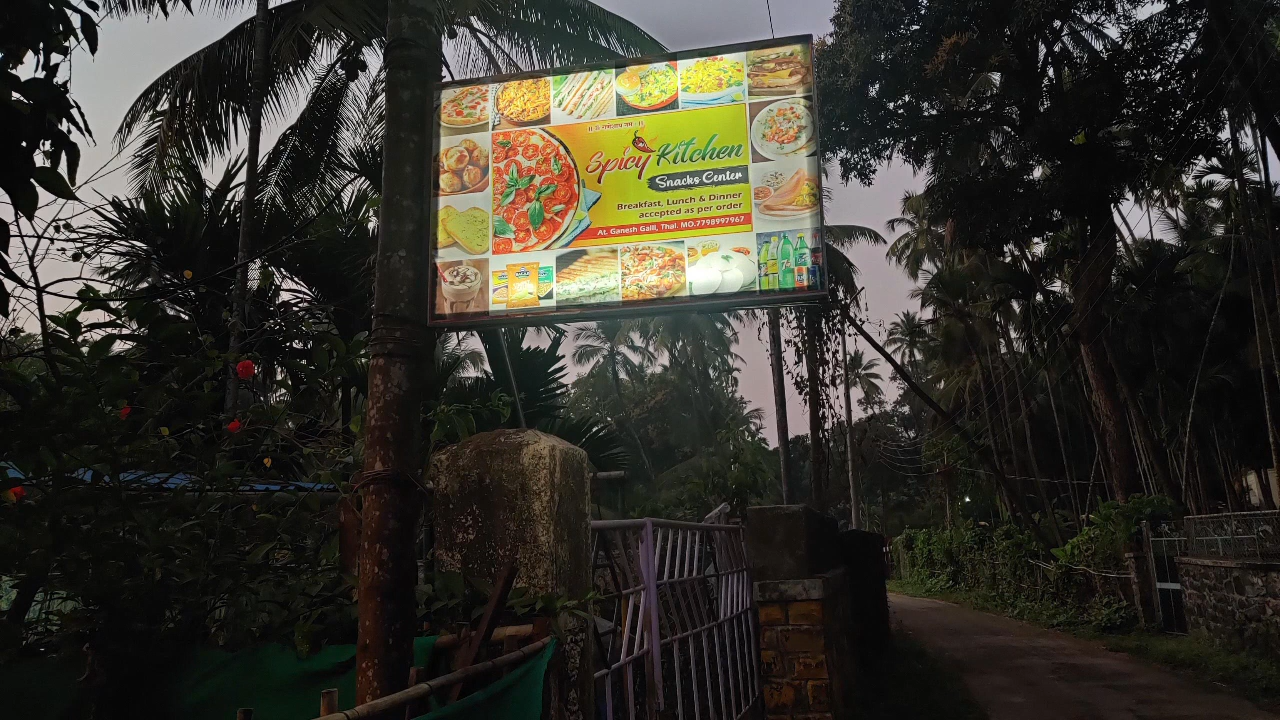 Spicy Kitchen
Snacks Center
Breakfast, Lunch & Dinner
accepted as per order
At. Ganesh Galli, Thal. MO.7798997967